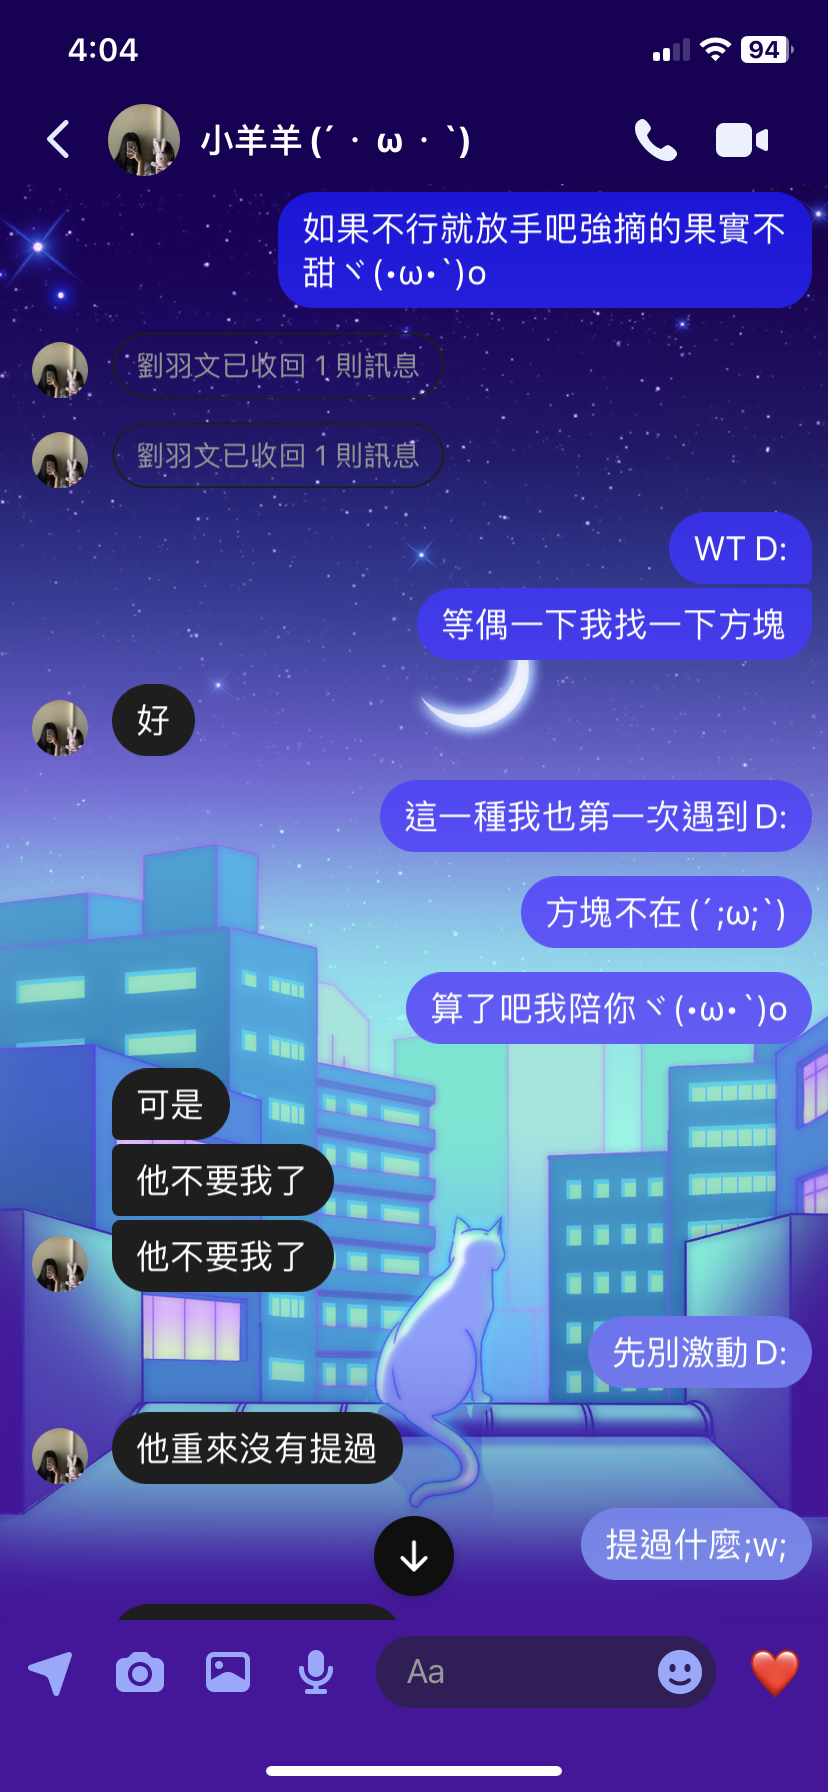 4:04
94
小羊羊 (´・ω・`)
如果不行就放手吧強摘的果實不
甜ヾ(•ω•`)o
劉羽文已收回 1 則訊息
劉羽文已收回 1 則訊息
WT D:
等偶一下我找一下方塊
好
這一種我也第一次遇到 D:
方塊不在 (´;ω;`)
算了吧我陪你ヾ(•ω•`)o
可是
他不要我了
他不要我了
先別激動 D:
他重來沒有提過
提過什麼;w;
Aa